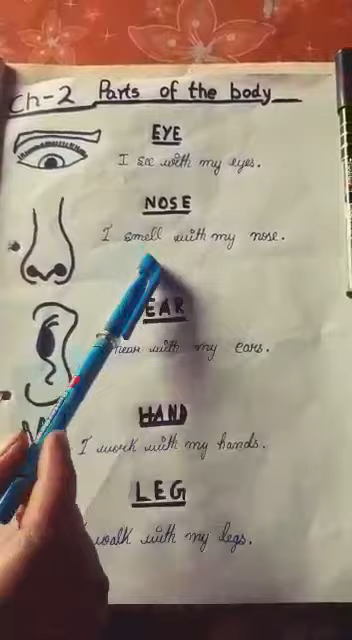 Ch-2 Parts of the body
EYE
I see with my eyes.
NOSE
I smell with my nose.
EAR
hear with my ears.
HAND
I work with my hands.
LEG
walk with my legs.